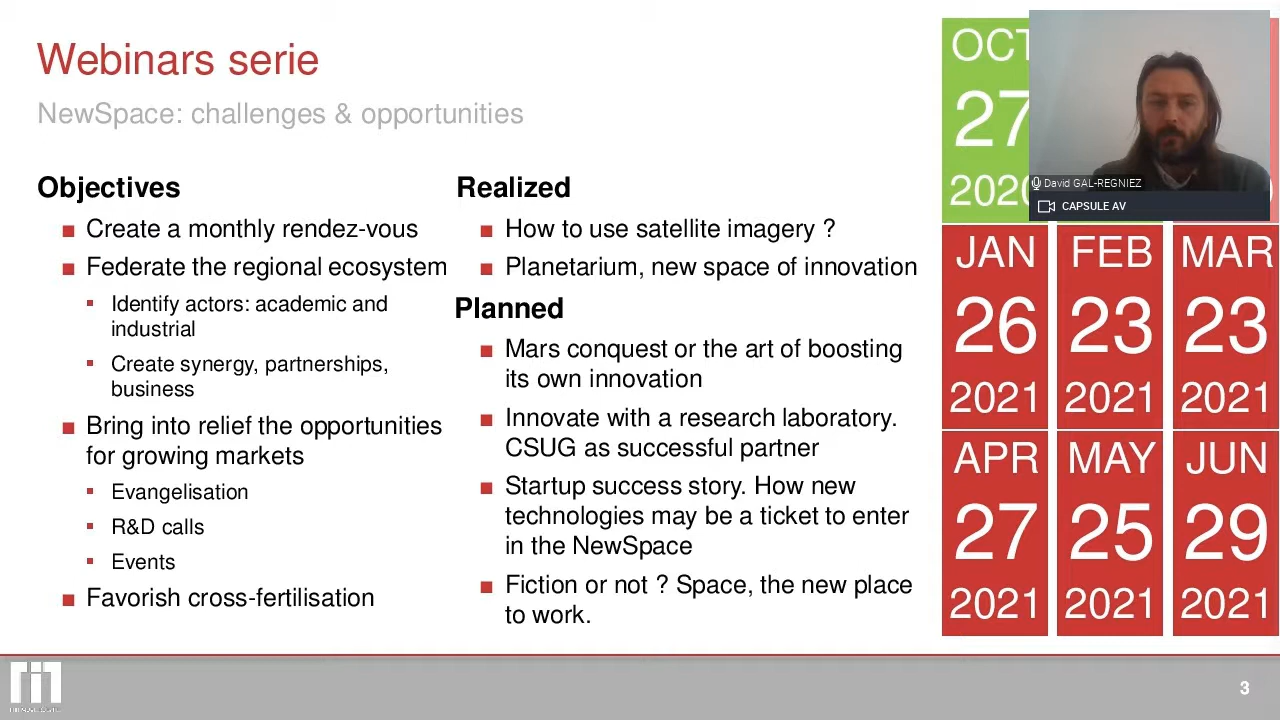 Webinars serie
NewSpace: challenges & opportunities
Objectives
Create a monthly rendez-vous
Federate the regional ecosystem
Identify actors: academic and
industrial
Create synergy, partnerships,
business
Bring into relief the opportunities
for growing markets
Evangelisation
R&D calls
Events
Favorish cross-fertilisation
Realized
How to use satellite imagery ?
Planetarium, new space of innovation
Planned
Mars conquest or the art of boosting
its own innovation
Innovate with a research laboratory.
CSUG as successful partner
Startup success story. How new
technologies may be a ticket to enter
in the NewSpace
Fiction or not ? Space, the new place
to work.
OCT
27
2020
David GAL-REGNIEZ
CAPSULE AV
JAN FEB MAR
26 23 23
2021 2021 2021
APR MAY JUN
27 25 29
2021 2021 2021
3